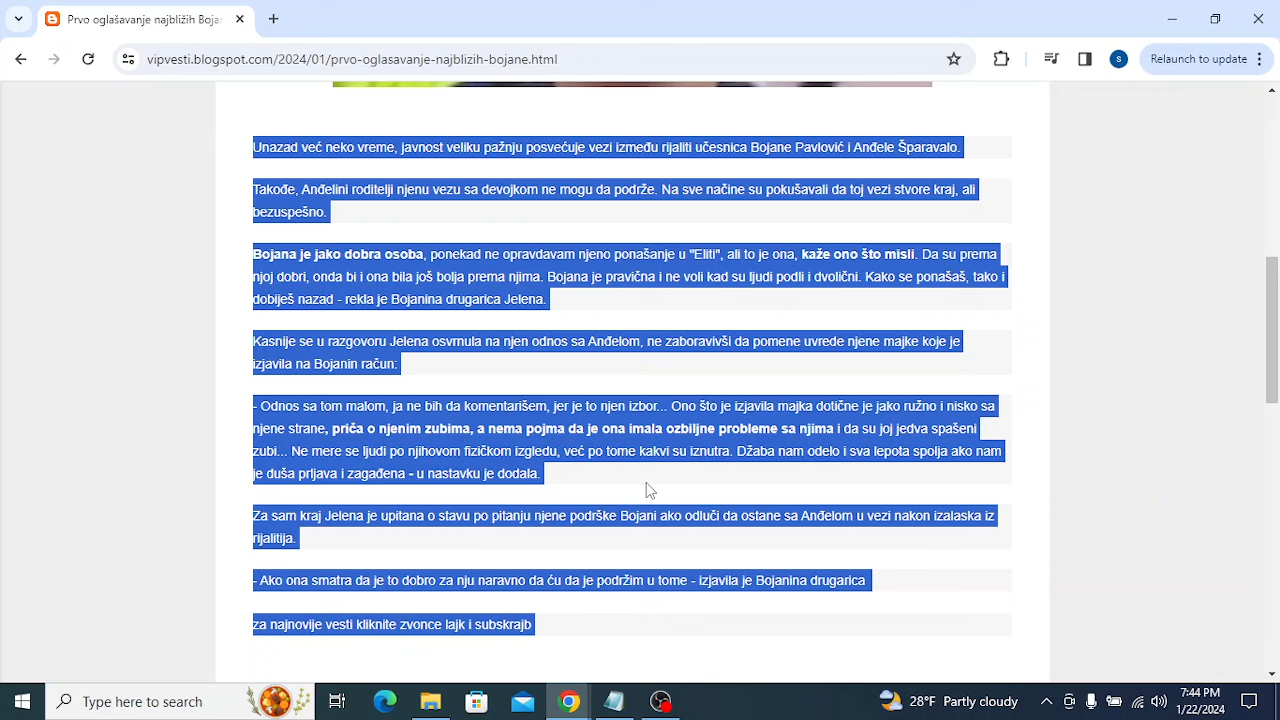 Prvo oglašavanje najbližih Boja
vipvesti.blogspot.com/2024/01/prvo-oglasavanje-najblizih-bojane.html
S
Relaunch to update
Unazad već neko vreme, javnost veliku pažnju posvećuje vezi između rijaliti učesnica Bojane Pavlović i Anđele Šparavalo.
Takođe, Anđelini roditelji njenu vezu sa devojkom ne mogu da podrže. Na sve načine su pokušavali da toj vezi stvore kraj, ali
bezuspešno.
Bojana je jako dobra osoba, ponekad ne opravdavam njeno ponašanje u "Eliti", ali to je ona, kaže ono što misli. Da su prema
njoj dobri, onda bi i ona bila još bolja prema njima. Bojana je pravična i ne voli kad su ljudi podli i dvolični. Kako se ponašaš, tako i
dobiješ nazad - rekla je Bojanina drugarica Jelena.
Kasnije se u razgovoru Jelena osvrnula na njen odnos sa Anđelom, ne zaboravivši da pomene uvrede njene majke koje je
izjavila na Bojanin račun:
- Odnos sa tom malom, ja ne bih da komentarišem, jer je to njen izbor... Ono što je izjavila majka dotične je jako ružno i nisko sa
njene strane, priča o njenim zubima, a nema pojma da je ona imala ozbiljne probleme sa njima i da su joj jedva spašeni
zubi... Ne mere se ljudi po njihovom fizičkom izgledu, već po tome kakvi su iznutra. Džaba nam odelo i sva lepota spolja ako nam
je duša prljava i zagađena - u nastavku je dodala.
Za sam kraj Jelena je upitana o stavu po pitanju njene podrške Bojani ako odluči da ostane sa Anđelom u vezi nakon izalaska iz
rijalitija.
- Ako ona smatra da je to dobro za nju naravno da ću da je podržim u tome - izjavila je Bojanina drugarica
za najnovije vesti kliknite zvonce lajk i subskrajb
Type here to search
28°F Partly cloudy
7:44 PM
1/22/2024